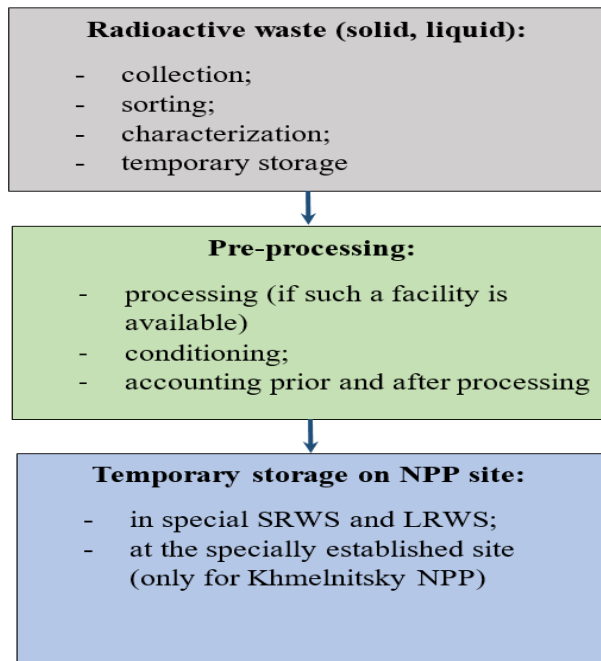 Radioactive waste (solid, liquid):
- collection;
- sorting;
- characterization;
- temporary storage
Pre-processing:
- processing (if such a facility is
available)
- conditioning;
- accounting prior and after processing
Temporary storage on NPP site:
- in special SRWS and LRWS;
- at the specially established site
(only for Khmelnitsky NPP)